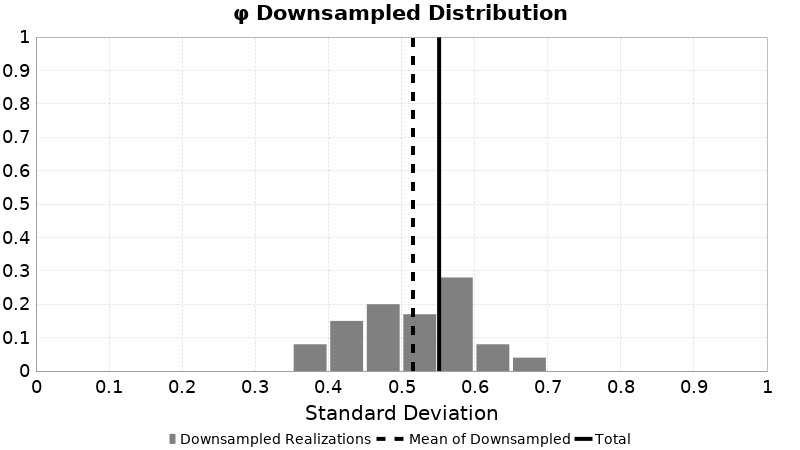 φ Downsampled Distribution
1
0.9
0.8
0.7
0.6
0.5
0.4
0.3
0.2
0.1
0
0 0.1 0.2 0.3 0.4 0.5 0.6 0.7 0.8 0.9 1
Standard Deviation
Downsampled Realizations Mean of Downsampled Total